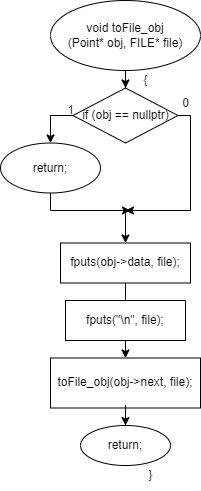 void toFile_obj
(Point* obj, FILE* file)
{
1
0
if (obj == nullptr)
return;
fputs(obj->data, file);
fputs("\n", file);
toFile_obj(obj->next, file);
return;
}